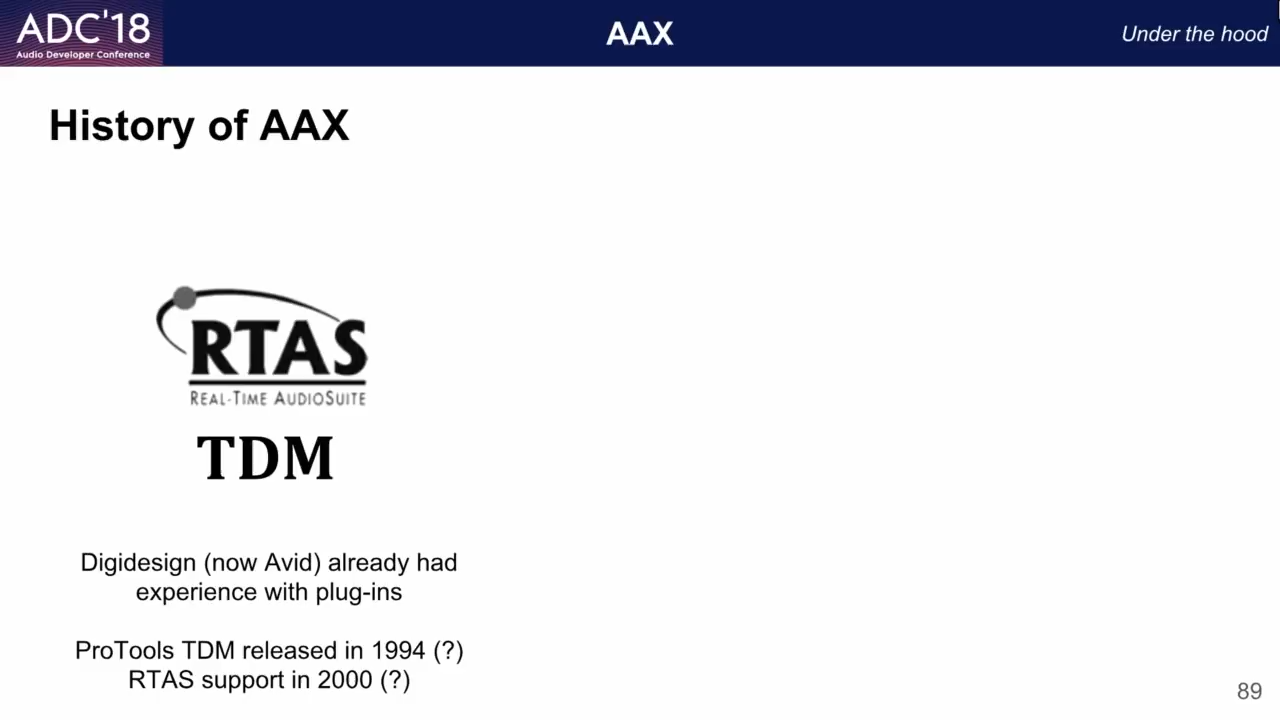 ADC'18
Audio Developer Conference
AAX
Under the hood
History of AAX
RTAS
REAL-TIME AUDIOSUITE
TDM
Digidesign (now Avid) already had
experience with plug-ins
ProTools TDM released in 1994 (?)
RTAS support in 2000 (?)
89